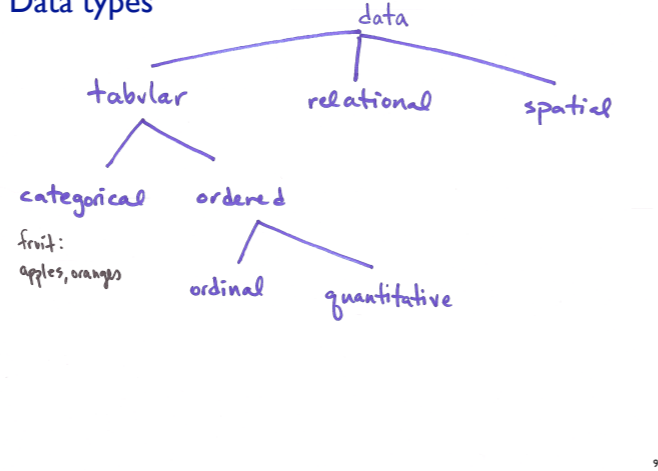 Data types
data
tabular
relational
spatial
categorical
ordered
fruit:
apples, oranges
ordinal
quantitative
9